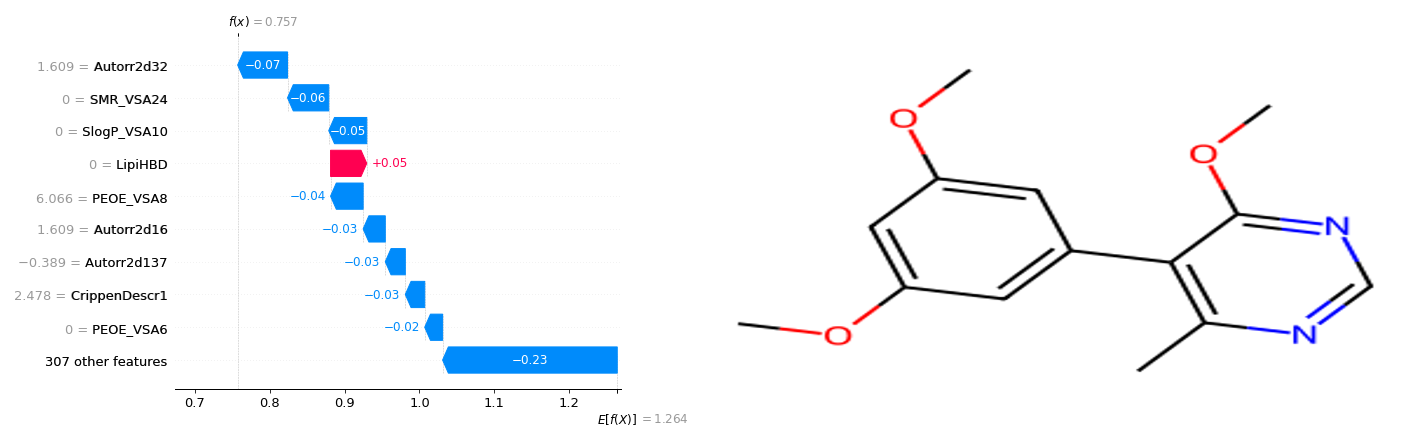 f(x) = 0.757
1.609 = Autorr2d32 −0.07
0 = SMR_VSA24 −0.06
0 = SlogP_VSA10 −0.05
0 = LipiHBD +0.05
6.066 = PEOE_VSA8 −0.04
1.609 = Autorr2d16 −0.03
−0.389 = Autorr2d137 −0.03
2.478 = CrippenDescr1 −0.03
0 = PEOE_VSA6 −0.02
307 other features −0.23
0.7 0.8 0.9 1.0 1.1 1.2
E[f(X)] = 1.264
O
O
O
N
N